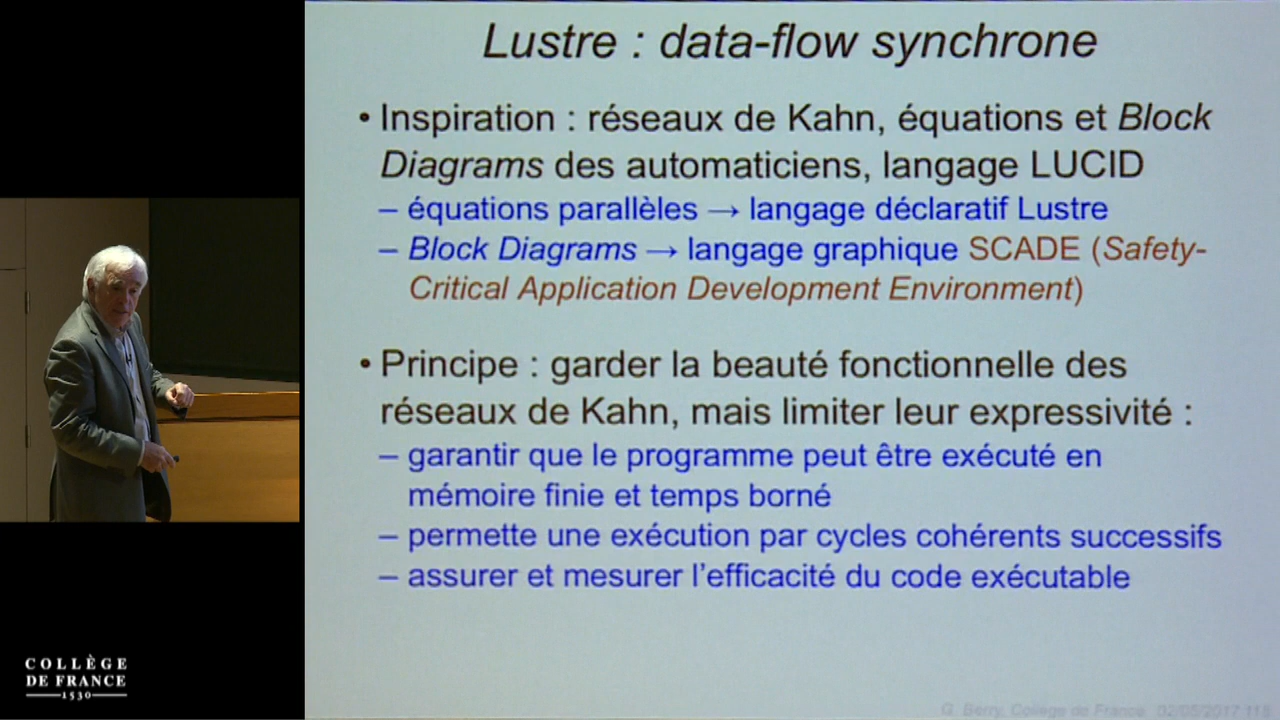 Lustre : data-flow synchrone
• Inspiration : réseaux de Kahn, équations et Block
Diagrams des automaticiens, langage LUCID
– équations parallèles → langage déclaratif Lustre
– Block Diagrams → langage graphique SCADE (Safety-
Critical Application Development Environment)
• Principe : garder la beauté fonctionnelle des
réseaux de Kahn, mais limiter leur expressivité :
– garantir que le programme peut être exécuté en
mémoire finie et temps borné
– permette une exécution par cycles cohérents successifs
– assurer et mesurer l'efficacité du code exécutable
COLLÈGE
DE FRANCE
1530
G. Berry, Collège de France 02/05/2017